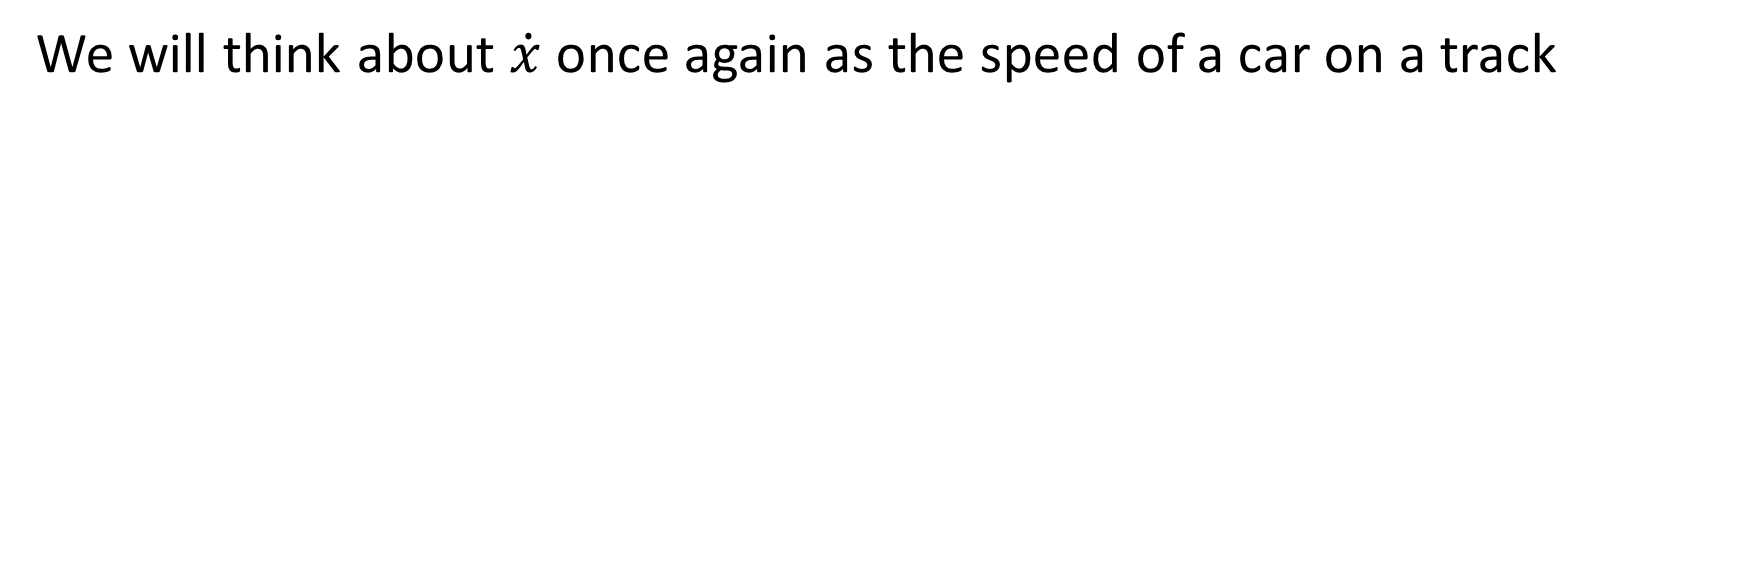 We will think about ẋ once again as the speed of a car on a track